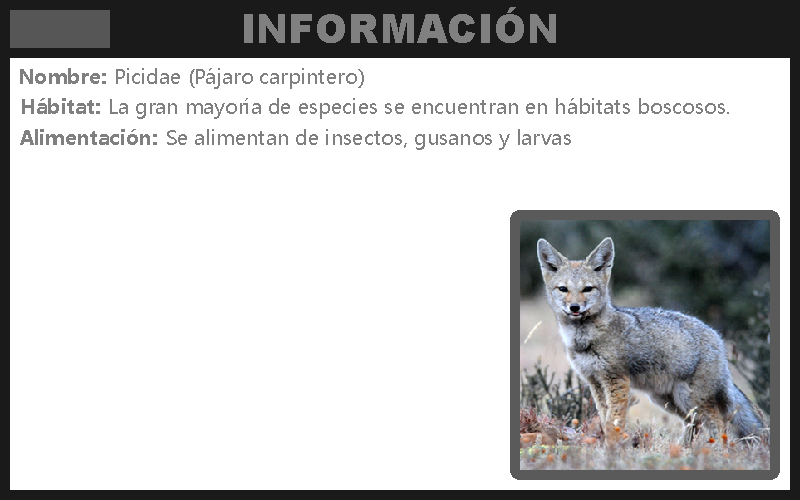 INFORMACIÓN
Nombre: Picidae (Pájaro carpintero)
Hábitat: La gran mayoría de especies se encuentran en hábitats boscosos.
Alimentación: Se alimentan de insectos, gusanos y larvas